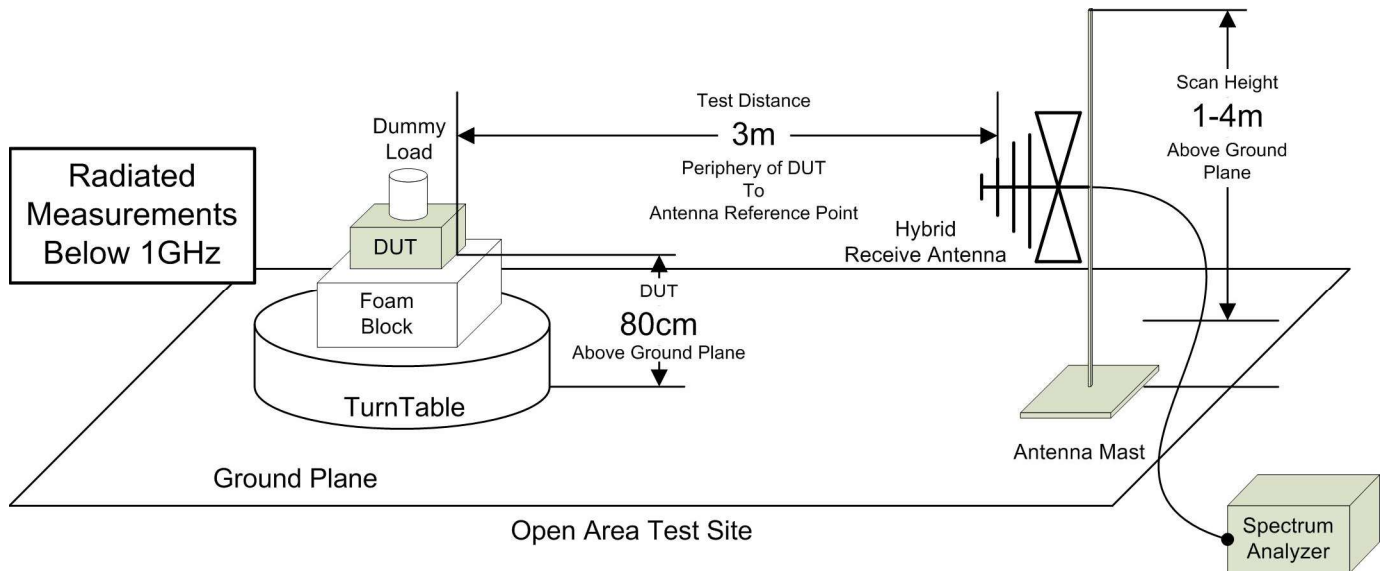 Radiated
Measurements
Below 1GHz
Dummy
Load
DUT
Foam
Block
TurnTable
Test Distance
3m
Periphery of DUT
To
Antenna Reference Point
DUT
80cm
Above Ground Plane
Hybrid
Receive Antenna
Scan Height
1-4m
Above Ground
Plane
Antenna Mast
Ground Plane
Open Area Test Site
Spectrum
Analyzer